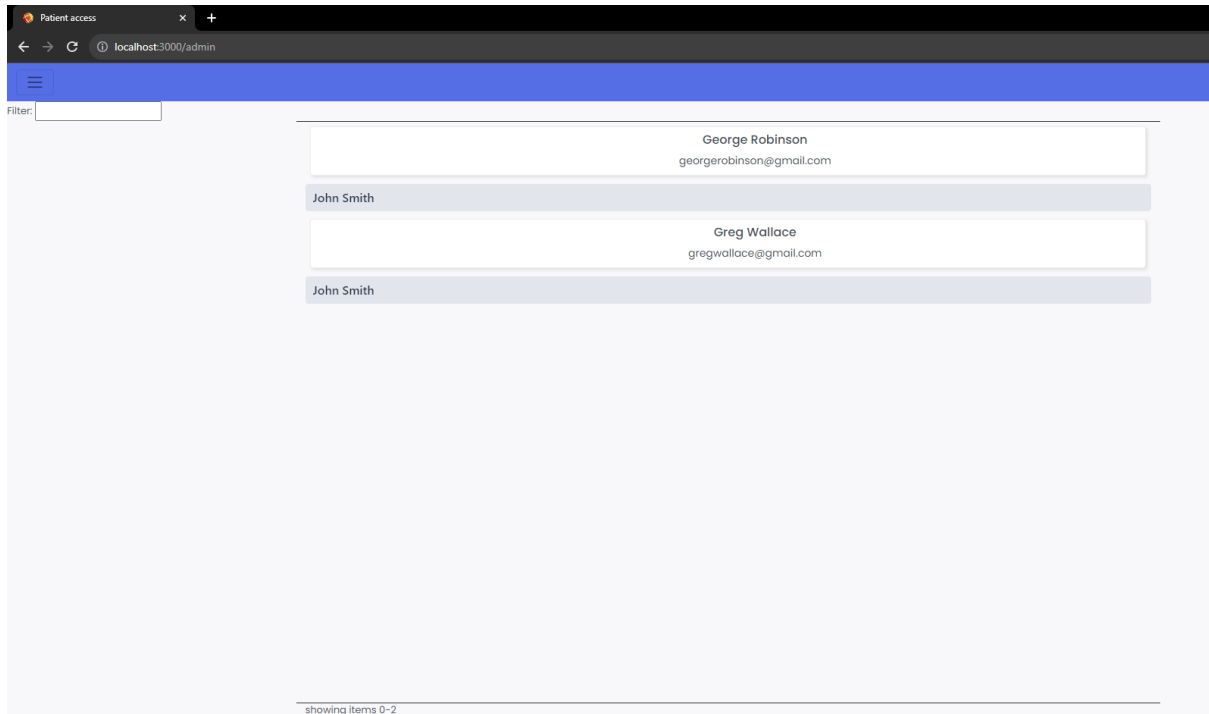 Patient access
localhost:3000/admin
Filter:
George Robinson
georgerobinson@gmail.com
John Smith
Greg Wallace
gregwallace@gmail.com
John Smith
showing items 0-2